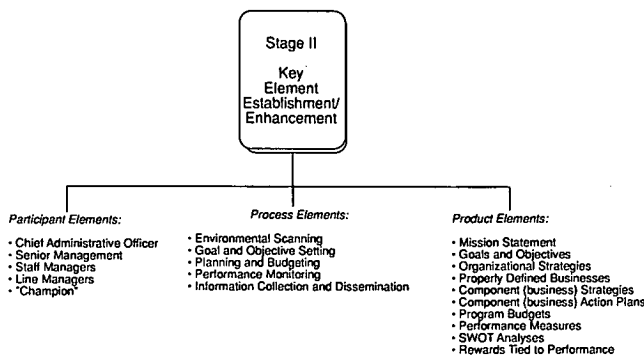 Stage II
Key
Element
Establishment/
Enhancement
Participant Elements:
• Chief Administrative Officer
• Senior Management
• Staff Managers
• Line Managers
• "Champion"
Process Elements:
• Environmental Scanning
• Goal and Objective Setting
• Planning and Budgeting
• Performance Monitoring
• Information Collection and Dissemination
Product Elements:
• Mission Statement
• Goals and Objectives
• Organizational Strategies
• Properly Defined Businesses
• Component (business) Strategies
• Component (business) Action Plans
• Program Budgets
• Performance Measures
• SWOT Analyses
• Rewards Tied to Performance